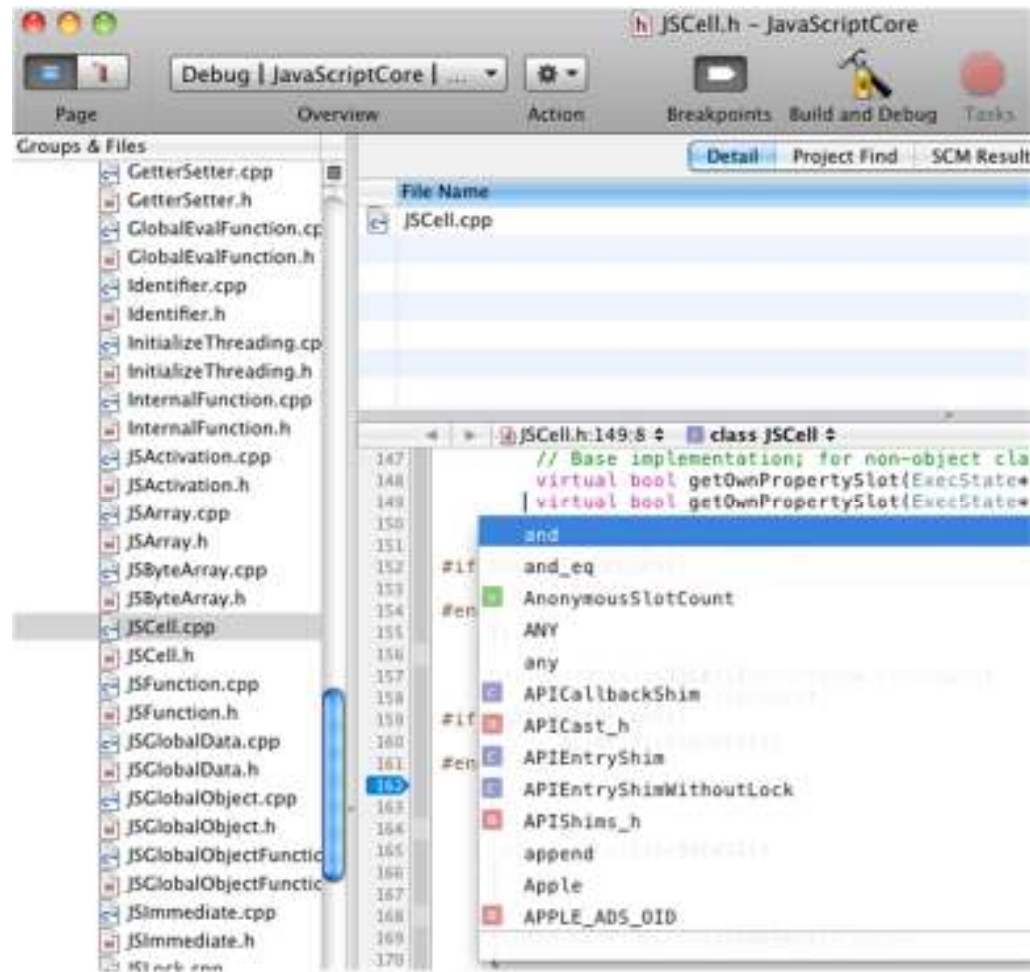 JSCell.h - JavaScriptCore
Debug | JavaScriptCore | ...
Page
Overview
Action
Breakpoints
Build and Debug
Tasks
Groups & Files
GetterSetter.cpp
GetterSetter.h
GlobalEvalFunction.cp
GlobalEvalFunction.h
Identifier.cpp
Identifier.h
InitializeThreading.cp
InitializeThreading.h
InternalFunction.cpp
InternalFunction.h
JSActivation.cpp
JSActivation.h
JSArray.cpp
JSArray.h
JSByteArray.cpp
JSByteArray.h
JSCell.cpp
JSCell.h
JSFunction.cpp
JSFunction.h
JSGlobalData.cpp
JSGlobalData.h
JSGlobalObject.cpp
JSGlobalObject.h
JSGlobalObjectFunctic
JSGlobalObjectFunctic
JSImmediate.cpp
JSImmediate.h
JSLock.cpp
Detail
Project Find
SCM Result
File Name
JSCell.cpp
JSCell.h:149:8
class JSCell
147 // Base implementation; for non-object cla
148 virtual bool getOwnPropertySlot(ExecState*
149 virtual bool getOwnPropertySlot(ExecState*
150
151
152 #if
153
154 #en
155
156
157
158
159 #if
160
161 #en
162
163
164
165
166
167
168
169
170
and
and_eq
AnonymousSlotCount
ANY
any
APICallbackShim
APICast_h
APIEntryShim
APIEntryShimWithoutLock
APIShims_h
append
Apple
APPLE_ADS_OID